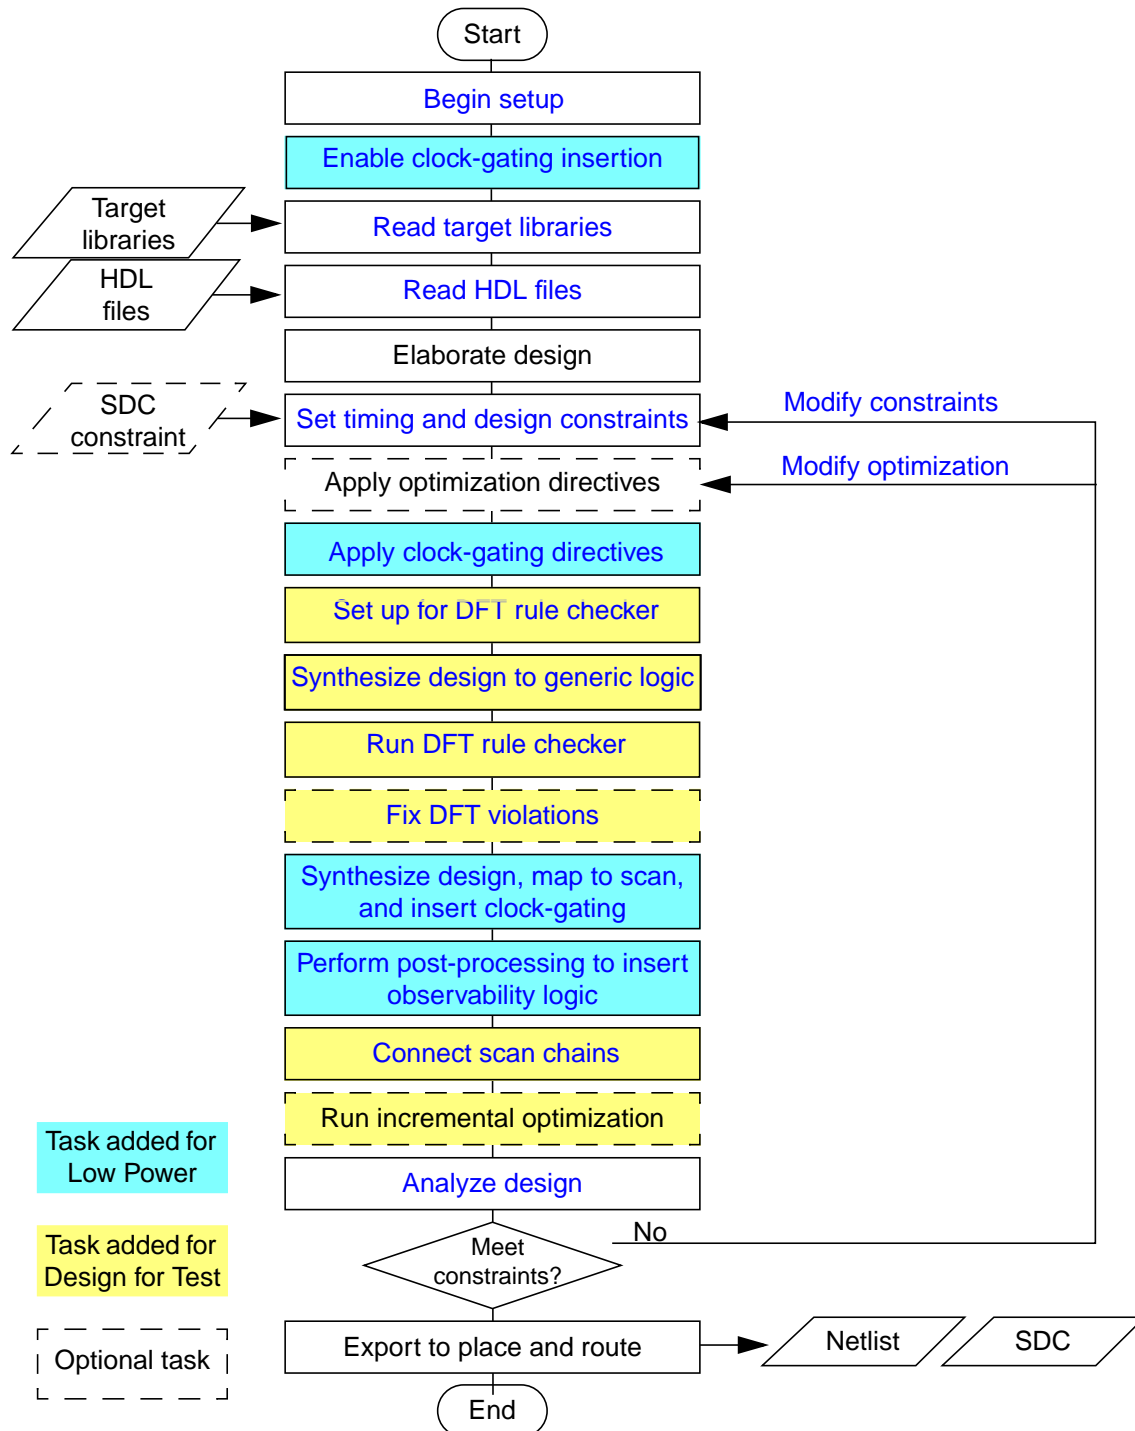 Start
Begin setup
Enable clock-gating insertion
Target
libraries
Read target libraries
HDL
files
Read HDL files
Elaborate design
SDC
constraint
Set timing and design constraints
Modify constraints
Apply optimization directives
Modify optimization
Apply clock-gating directives
Set up for DFT rule checker
Synthesize design to generic logic
Run DFT rule checker
Fix DFT violations
Synthesize design, map to scan,
and insert clock-gating
Perform post-processing to insert
observability logic
Connect scan chains
Run incremental optimization
Task added for
Low Power
Analyze design
Task added for
Design for Test
Meet
constraints?
No
Optional task
Export to place and route
Netlist
SDC
End